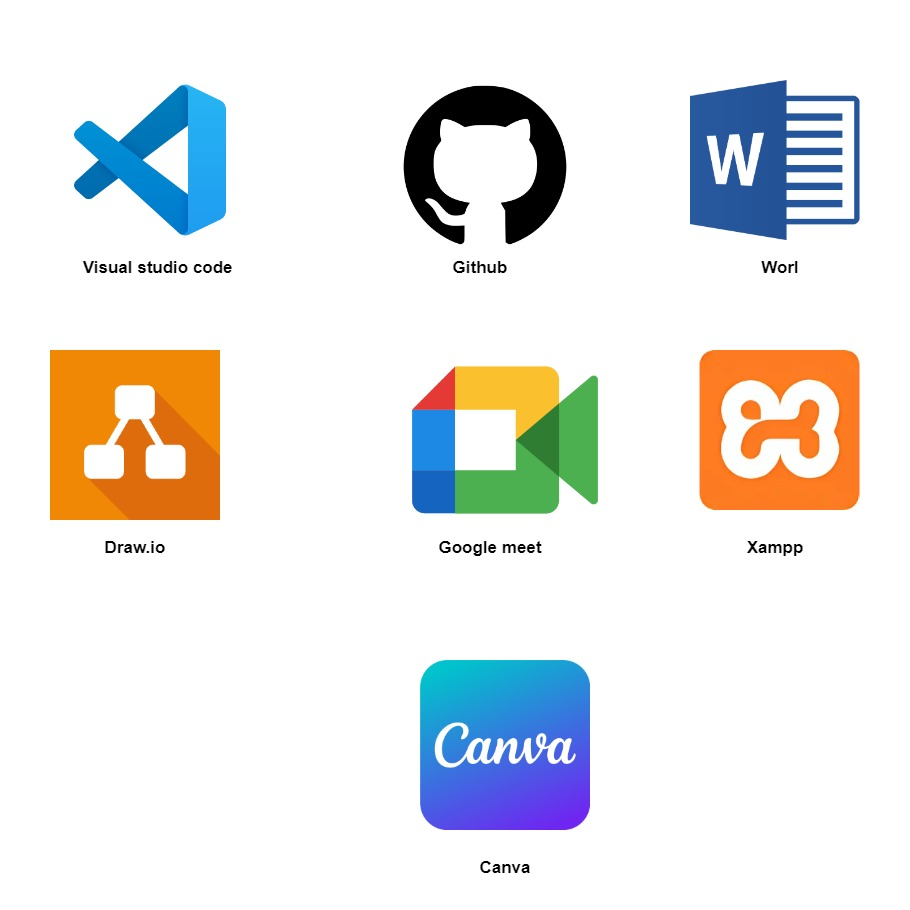 W
Visual studio code
Github
Worl
Draw.io
Google meet
Xampp
Canva
Canva